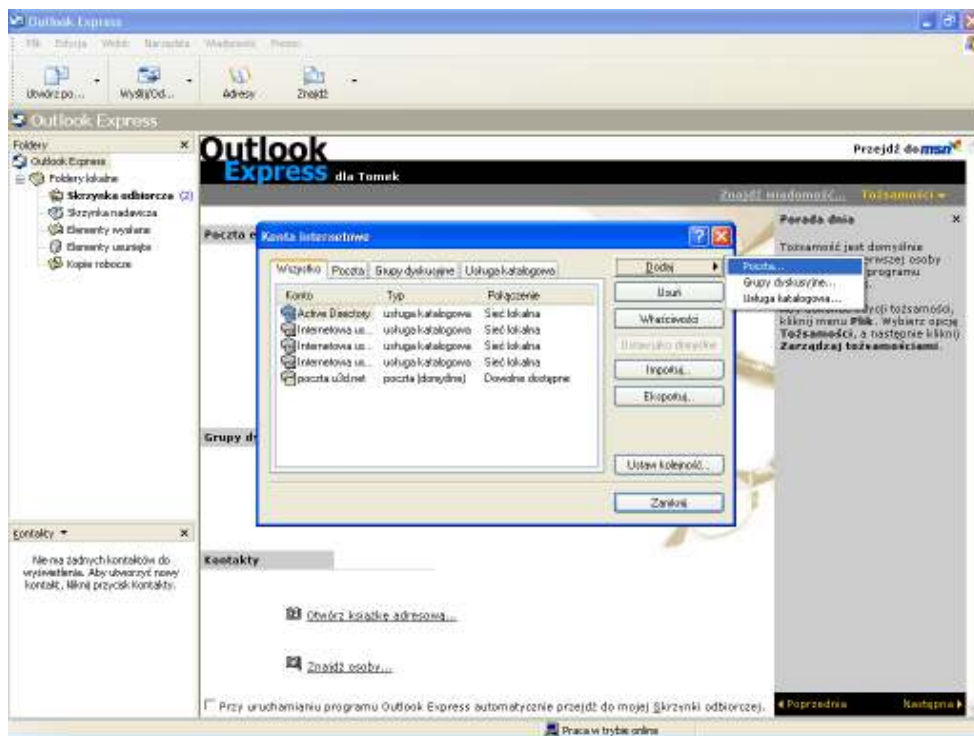 Outlook Express
Plik Edycja Widok Narzędzia Wiadomość Pomoc
Utwórz po... Wyślij/Od... Adresy Znajdź
Outlook Express
Foldery
Outlook Express
Foldery lokalne
Skrzynka odbiorcza (2)
Skrzynka nadawcza
Elementy wysłane
Elementy usunięte
Kopie robocze
Kontakty
Nie ma żadnych kontaktów do
wyświetlenia. Aby utworzyć nowy
kontakt, kliknij przycisk Kontakty.
Outlook
Express dla Tomek
Przejdź do msn
Znajdź wiadomość... Tożsamości
Poczta e
Grupy dy
Kontakty
Otwórz książkę adresową...
Znajdź osoby...
Przy uruchamianiu programu Outlook Express automatycznie przejdź do mojej Skrzynki odbiorczej.
Konta internetowe
Wszystko Poczta Grupy dyskusyjne Usługa katalogowa
Konto Typ Połączenie
Active Directory usługa katalogowa Sieć lokalna
Internetowa us... usługa katalogowa Sieć lokalna
Internetowa us... usługa katalogowa Sieć lokalna
Internetowa us... usługa katalogowa Sieć lokalna
poczta u3d.net poczta (domyślna) Dowolne dostępne
Dodaj
Usuń
Właściwości
Ustaw jako domyślne
Importuj...
Eksportuj...
Ustaw kolejność...
Zamknij
Poczta...
Grupy dyskusyjne...
Usługa katalogowa...
Porada dnia
Tożsamość jest domyślnie
pierwszej osoby
programu
edycji tożsamości,
kliknij menu Plik. Wybierz opcję
Tożsamości, a następnie kliknij
Zarządzaj tożsamościami.
Poprzednia Następna
Praca w trybie online